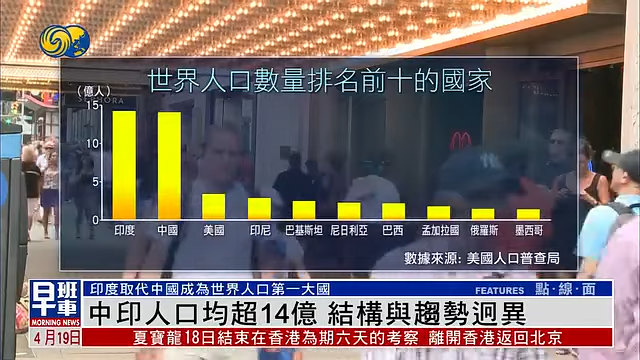 世界人口數量排名前十的國家
(億人)
15
10
5
0
印度 中國 美國 印尼 巴基斯坦 尼日利亞 巴西 孟加拉國 俄羅斯 墨西哥
數據來源: 美國人口普查局
早班車
MORNING NEWS
4月19日
印度取代中國成為世界人口第一大國
FEATURES 點·線·面
中印人口均超14億 結構與趨勢迥異
夏寶龍18日結束在香港為期六天的考察 離開香港返回北京